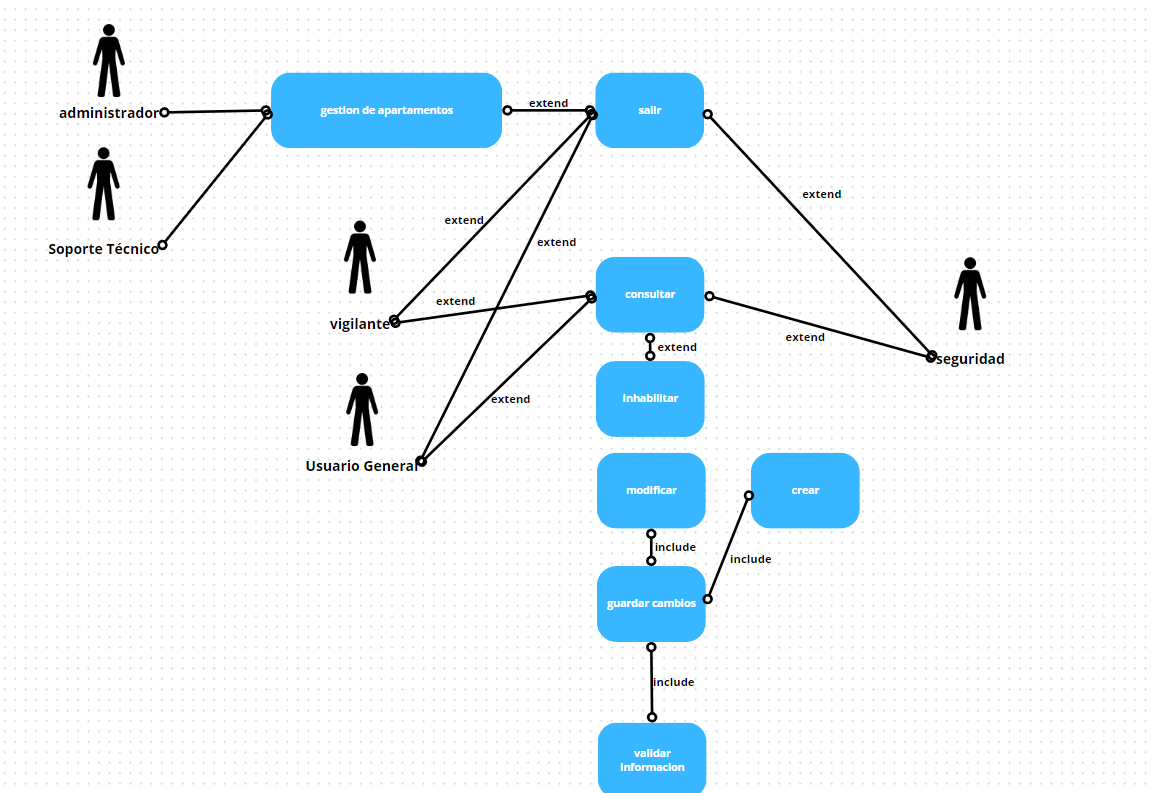 administrador
gestion de apartamentos
extend
salir
Soporte Técnico
extend
extend
extend
vigilante
extend
consultar
extend
seguridad
extend
extend
Inhabilitar
Usuario General
modificar
crear
include
include
guardar cambios
include
validar
informacion